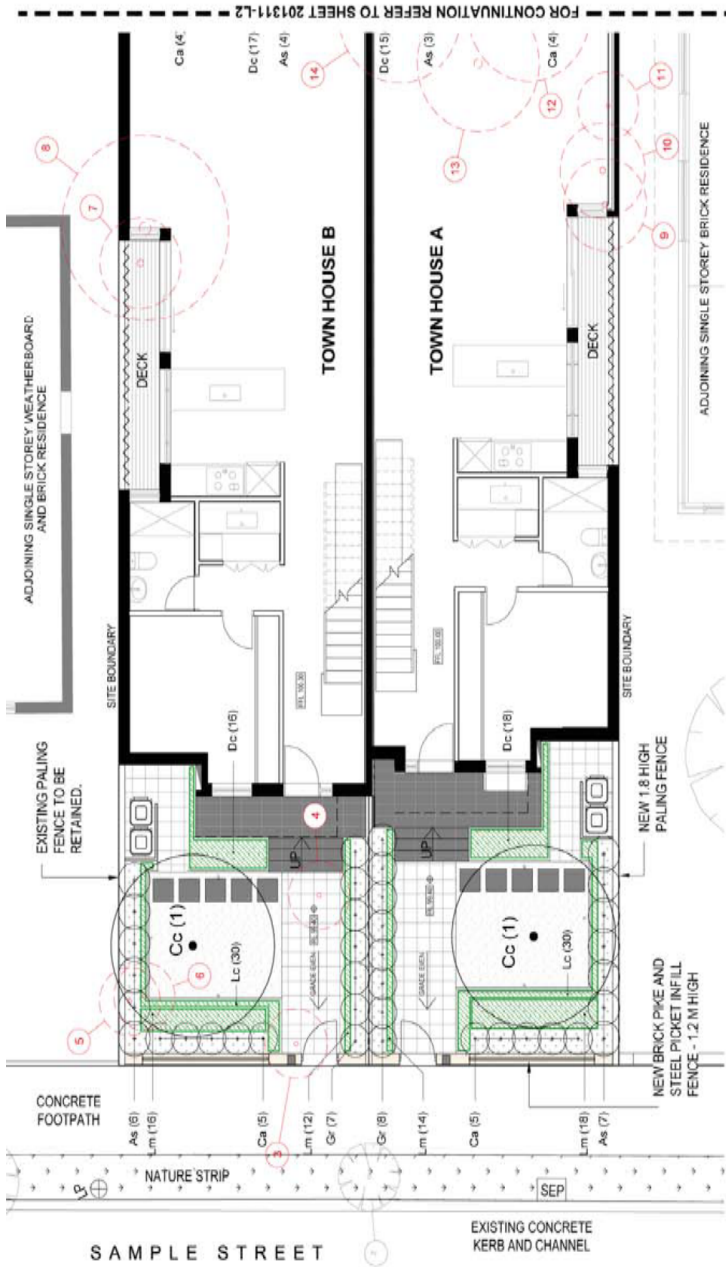 FOR CONTINUATION REFER TO SHEET 201311-L2
Ca (4)
Dc (17)
As (4)
14
Dc (15)
As (3)
Ca (4)
13
12
11
10
9
8
7
ADJOINING SINGLE STOREY WEATHERBOARD
AND BRICK RESIDENCE
DECK
TOWN HOUSE B
TOWN HOUSE A
DECK
ADJOINING SINGLE STOREY BRICK RESIDENCE
SITE BOUNDARY
SITE BOUNDARY
Dc (16)
Dc (18)
EXISTING PALING
FENCE TO BE
RETAINED.
NEW 1.8 HIGH
PALING FENCE
UP
UP
4
Cc (1)
Cc (1)
Lc (30)
Lc (30)
GRADE EVEN
GRADE EVEN
5
6
3
NEW BRICK PIKE AND
STEEL PICKET INFILL
FENCE - 1.2 M HIGH
CONCRETE
FOOTPATH
As (6)
Lm (16)
Ca (5)
Lm (12)
Gr (7)
Gr (8)
Lm (14)
Ca (5)
Lm (18)
As (7)
NATURE STRIP
SEP
SAMPLE STREET
EXISTING CONCRETE
KERB AND CHANNEL